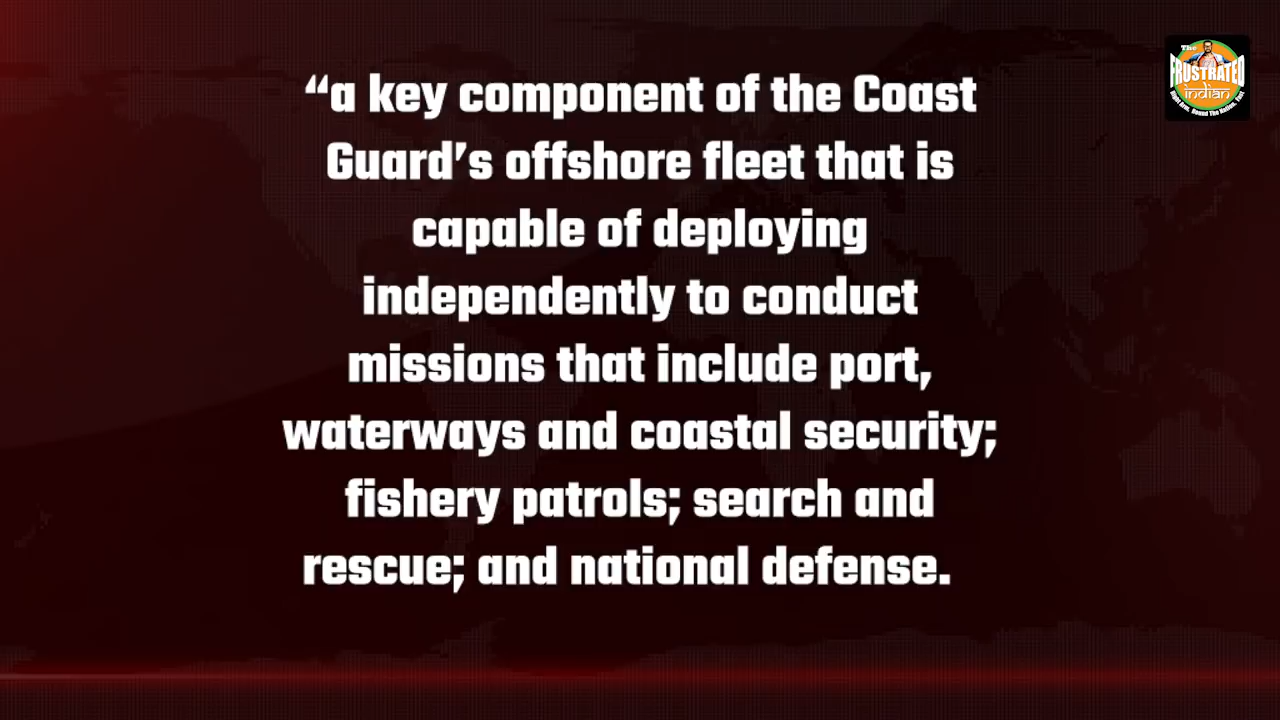 “a key component of the Coast
Guard’s offshore fleet that is
capable of deploying
independently to conduct
missions that include port,
waterways and coastal security;
fishery patrols; search and
rescue; and national defense.
The
FRUSTRATED
indian